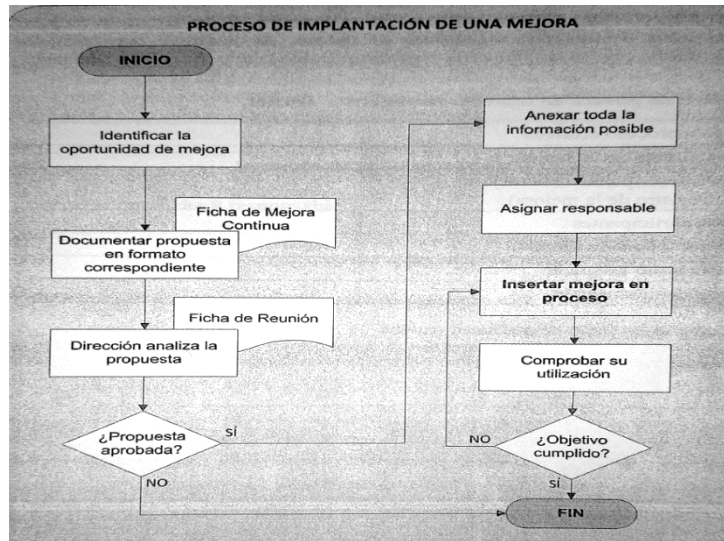 PROCESO DE IMPLANTACIÓN DE UNA MEJORA
INICIO
Identificar la
oportunidad de mejora
Ficha de Mejora
Continua
Documentar propuesta
en formato
correspondiente
Ficha de Reunión
Dirección analiza la
propuesta
¿Propuesta
aprobada?
SÍ
NO
Anexar toda la
información posible
Asignar responsable
Insertar mejora en
proceso
Comprobar su
utilización
¿Objetivo
cumplido?
NO
SÍ
FIN